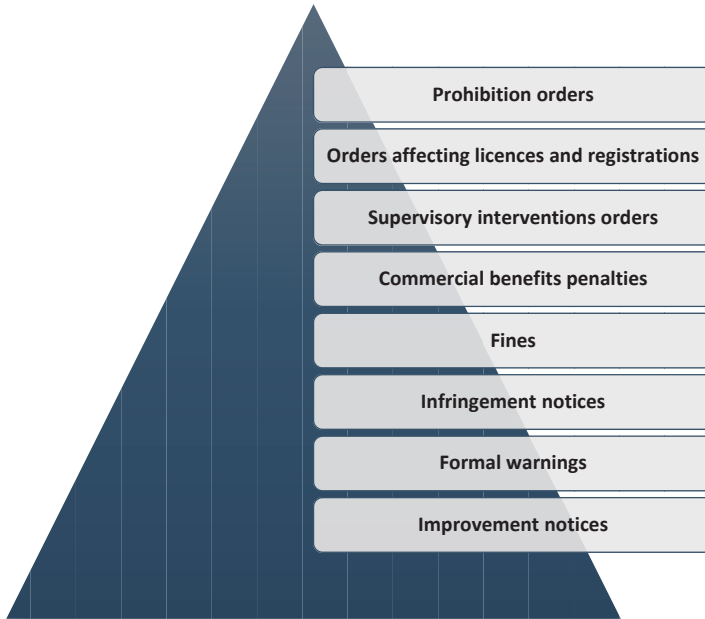 Prohibition orders
Orders affecting licences and registrations
Supervisory interventions orders
Commercial benefits penalties
Fines
Infringement notices
Formal warnings
Improvement notices